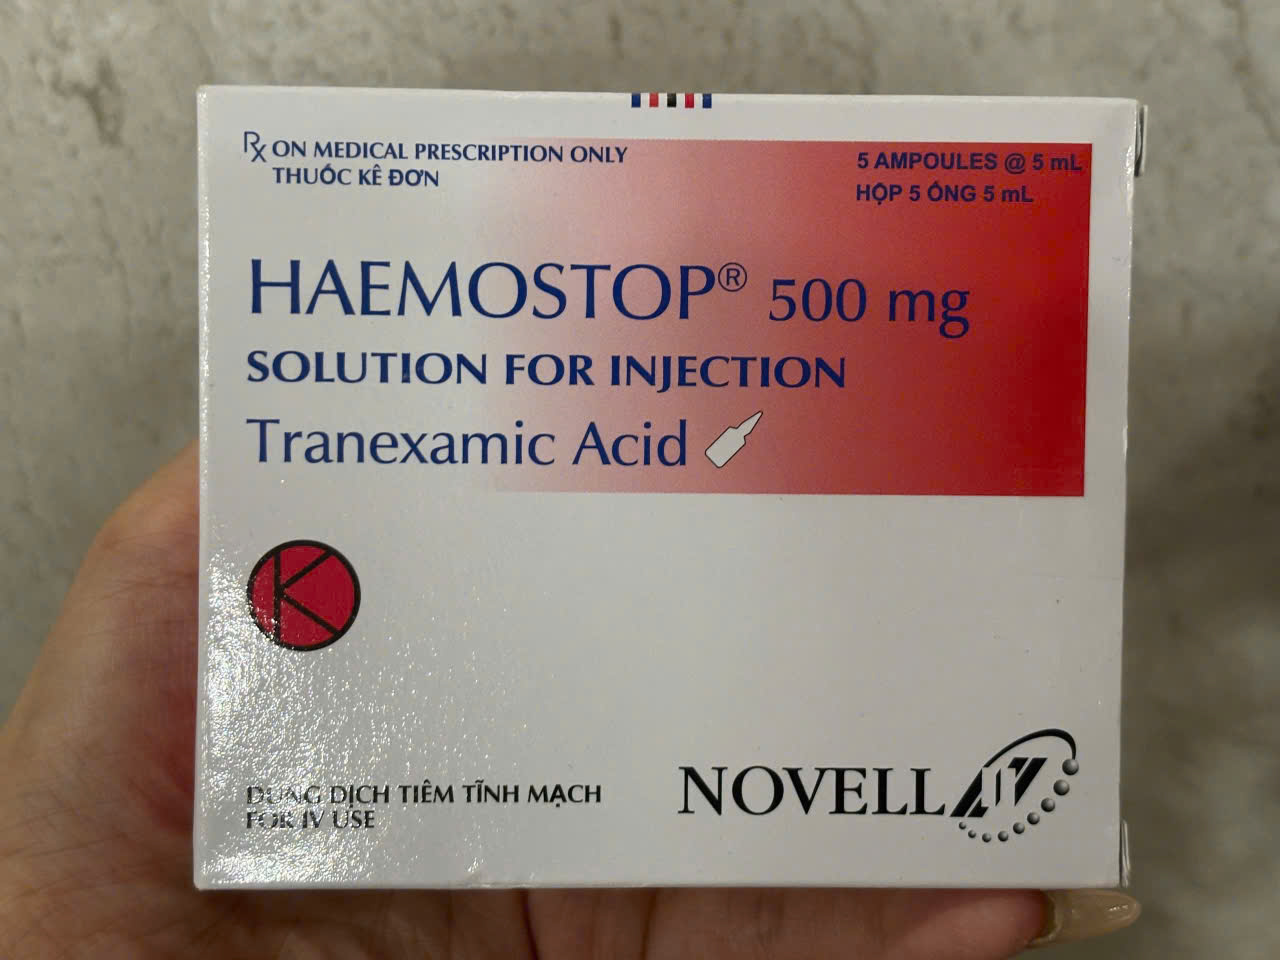 Rx ON MEDICAL PRESCRIPTION ONLY
THUỐC KÊ ĐƠN
5 AMPOULES @ 5 mL
HỘP 5 ỐNG 5 mL
HAEMOSTOP® 500 mg
SOLUTION FOR INJECTION
Tranexamic Acid
K
DUNG DỊCH TIÊM TĨNH MẠCH
FOR IV USE
NOVELL